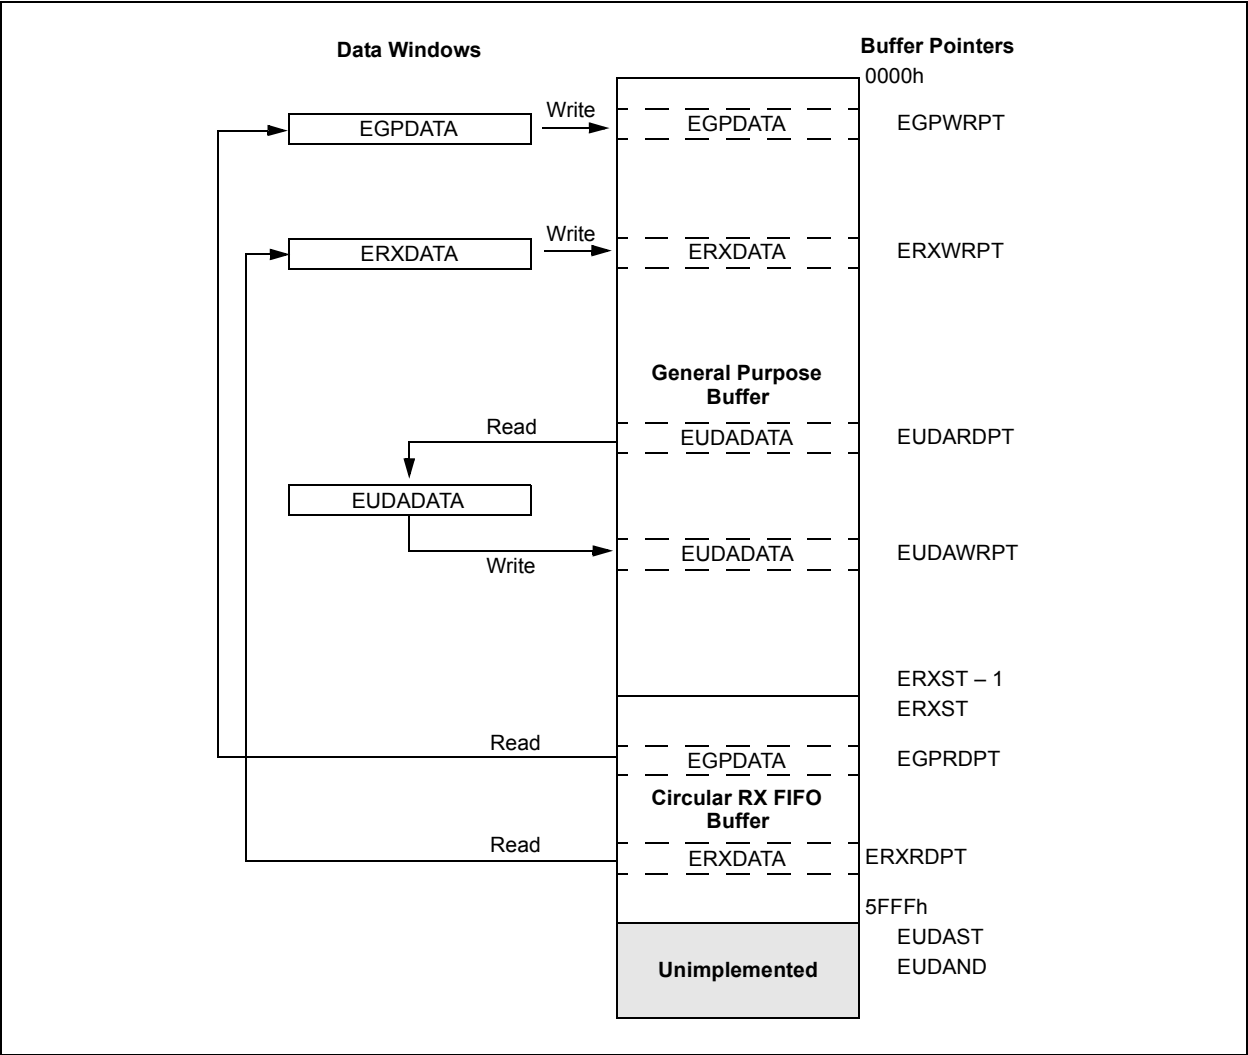 Data Windows
Buffer Pointers
0000h
EGPDATA
Write
EGPDATA
EGPWRPT
ERXDATA
Write
ERXDATA
ERXWRPT
General Purpose
Buffer
Read
EUDADATA
EUDARDPT
EUDADATA
Write
EUDADATA
EUDAWRPT
ERXST – 1
ERXST
Read
EGPDATA
EGPRDPT
Circular RX FIFO
Buffer
Read
ERXDATA
ERXRDPT
5FFFh
EUDAST
Unimplemented
EUDAND